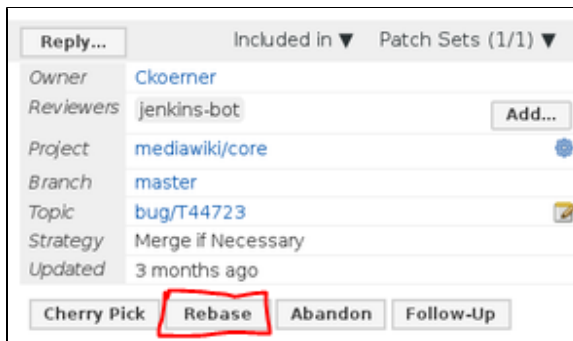 Reply... Included in ▼ Patch Sets (1/1) ▼
Owner Ckoerner
Reviewers jenkins-bot Add...
Project mediawiki/core
Branch master
Topic bug/T44723
Strategy Merge if Necessary
Updated 3 months ago
Cherry Pick Rebase Abandon Follow-Up